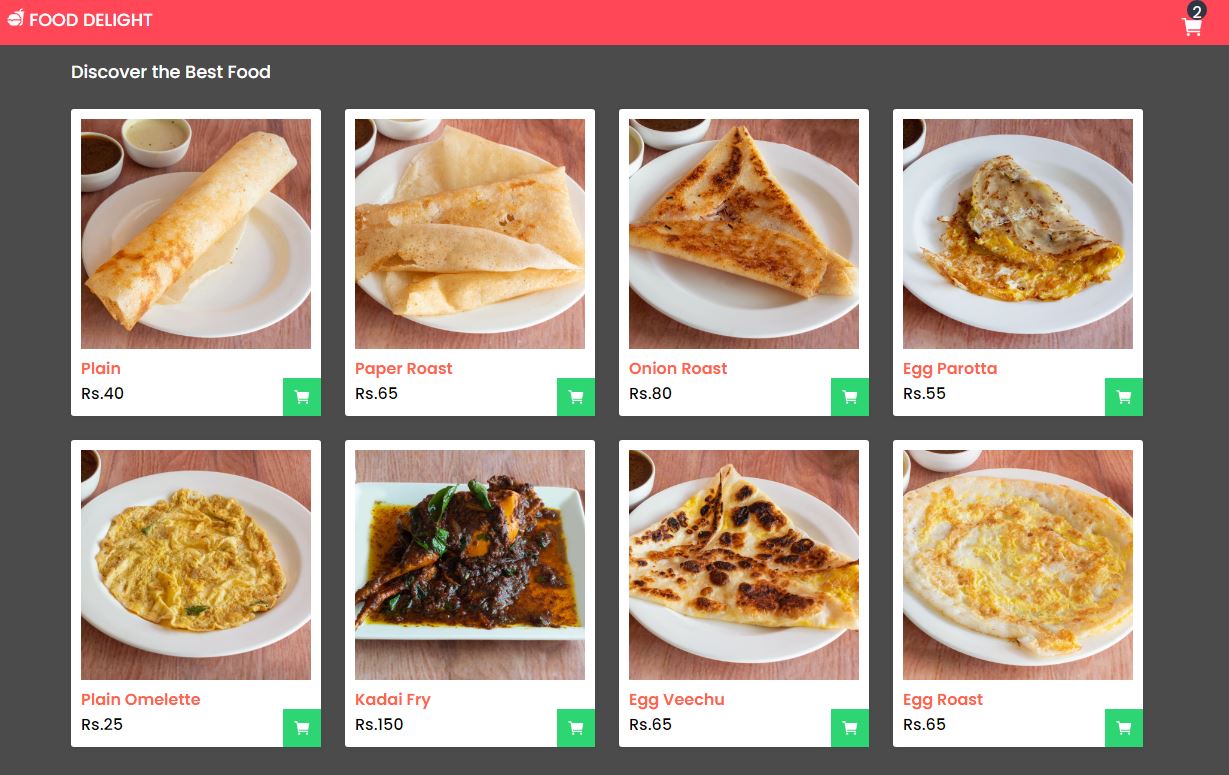 FOOD DELIGHT
2
Discover the Best Food
Plain
Rs.40
Paper Roast
Rs.65
Onion Roast
Rs.80
Egg Parotta
Rs.55
Plain Omelette
Rs.25
Kadai Fry
Rs.150
Egg Veechu
Rs.65
Egg Roast
Rs.65